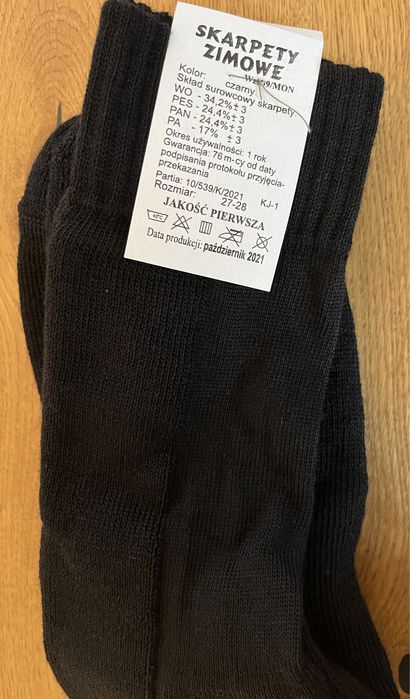 SKARPETY
ZIMOWE
/MON
Kolor: czarny
Skład surowcowy skarpety
WO - 34,2%± 3
PES - 24,4%± 3
PAN - 24,4%± 3
PA - 17% ± 3
Okres używalności: 1 rok
Gwarancja: 76 m-cy od daty
podpisania protokołu przyjęcia-
przekazania
Partia: 10/539/K/2021 KJ-1
Rozmiar: 27-28
JAKOŚĆ PIERWSZA
Data produkcji: październik 2021